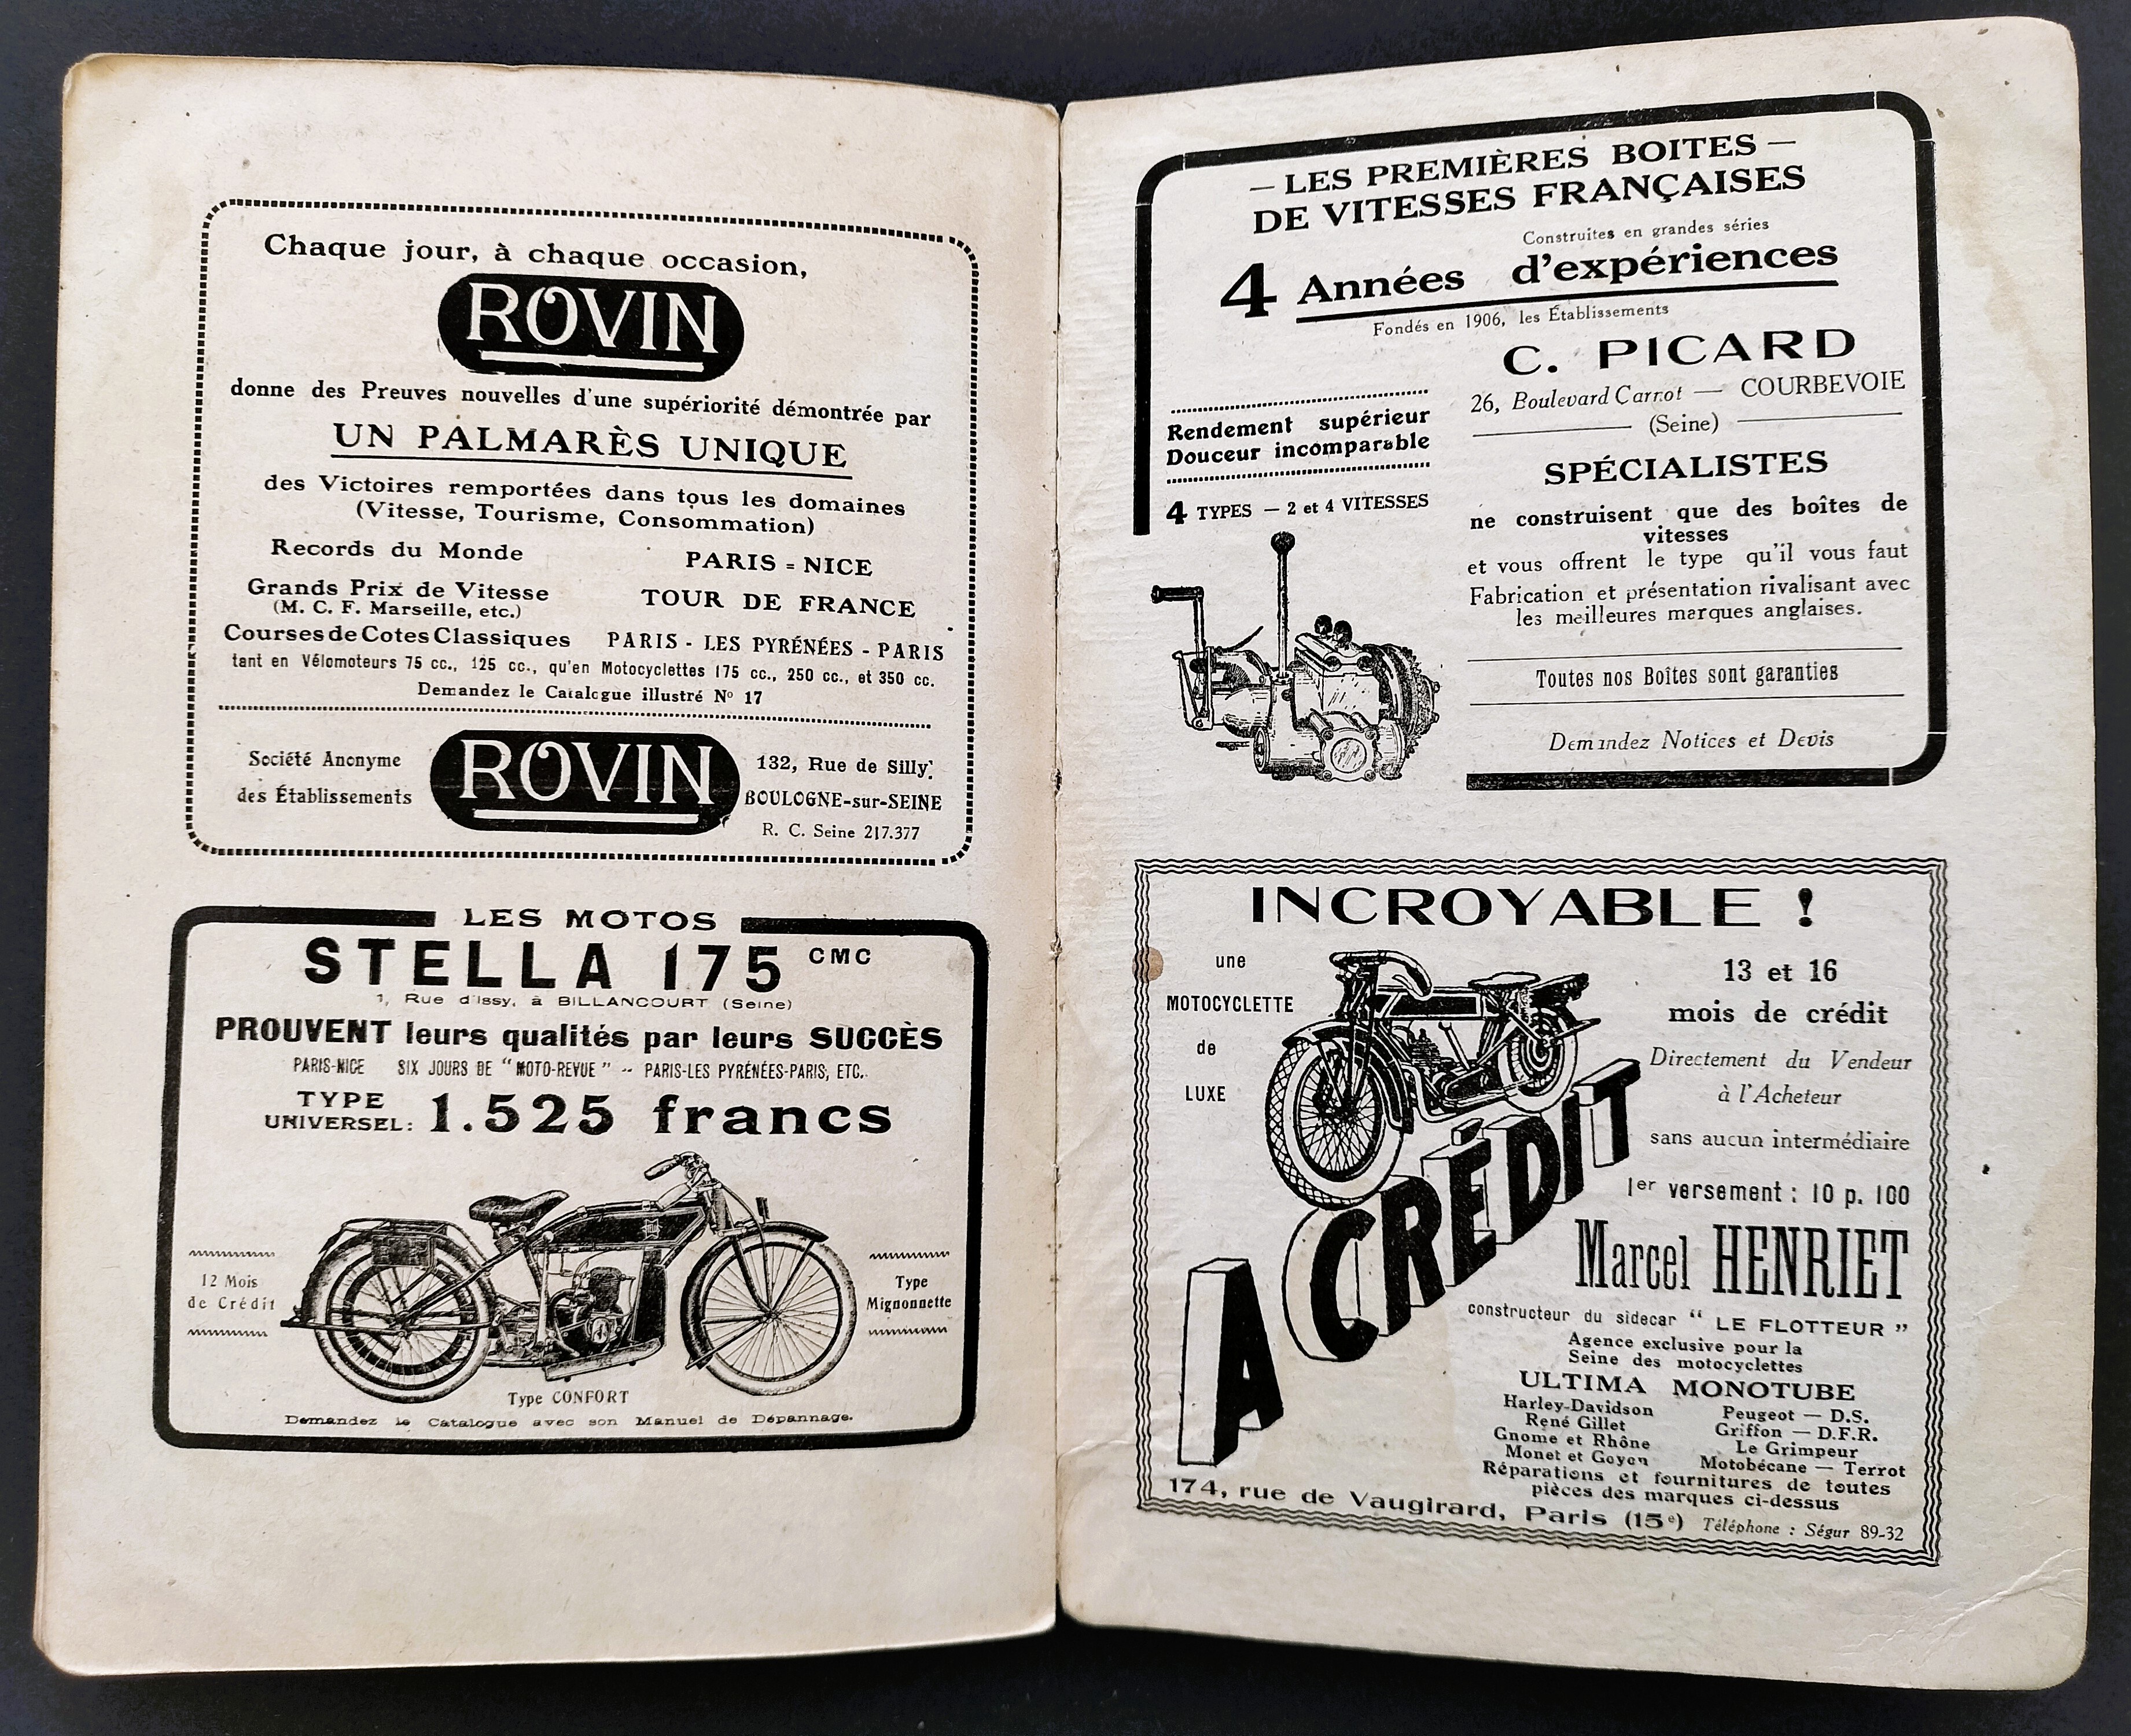 Chaque jour, à chaque occasion,
ROVIN
donne des Preuves nouvelles d'une supériorité démontrée par
UN PALMARÈS UNIQUE
des Victoires remportées dans tous les domaines
(Vitesse, Tourisme, Consommation)
Records du Monde
Grands Prix de Vitesse
(M. C. F. Marseille, etc.)
Courses de Cotes Classiques
PARIS = NICE
TOUR DE FRANCE
PARIS - LES PYRÉNÉES - PARIS
tant en Vélomoteurs 75 cc., 125 cc., qu'en Motocyclettes 175 cc., 250 cc., et 350 cc.
Demandez le Catalogue illustré N° 17
Société Anonyme
des Établissements
ROVIN
132, Rue de Silly
BOULOGNE-sur-SEINE
R. C. Seine 217.377
LES MOTOS
STELLA 175 CMC
1, Rue d'Issy, à BILLANCOURT (Seine)
PROUVENT leurs qualités par leurs SUCCÈS
PARIS-NICE SIX JOURS DE "MOTO-REVUE" -- PARIS-LES PYRÉNÉES-PARIS, ETC.
TYPE
UNIVERSEL: 1.525 francs
12 Mois
de Crédit
Type
Mignonnette
Type CONFORT
Demandez le Catalogue avec son Manuel de Dépannage.
— LES PREMIÈRES BOITES —
DE VITESSES FRANÇAISES
Construites en grandes séries
4 Années d'expériences
Fondés en 1906, les Établissements
C. PICARD
26, Boulevard Carnot — COURBEVOIE
(Seine)
Rendement supérieur
Douceur incomparable
4 TYPES — 2 et 4 VITESSES
SPÉCIALISTES
ne construisent que des boîtes de
vitesses
et vous offrent le type qu'il vous faut
Fabrication et présentation rivalisant avec
les meilleures marques anglaises.
Toutes nos Boîtes sont garanties
Demandez Notices et Devis
INCROYABLE !
une
MOTOCYCLETTE
de
LUXE
13 et 16
mois de crédit
Directement du Vendeur
à l'Acheteur
sans aucun intermédiaire
1er versement : 10 p. 100
A CRÉDIT
Marcel HENRIET
constructeur du sidecar " LE FLOTTEUR "
Agence exclusive pour la
Seine des motocyclettes
ULTIMA MONOTUBE
Harley-Davidson
René Gillet
Gnome et Rhône
Monet et Goyon
Peugeot — D.S.
Griffon — D.F.R.
Le Grimpeur
Motobécane — Terrot
Réparations et fournitures de toutes
pièces des marques ci-dessus
174, rue de Vaugirard, Paris (15e) Téléphone : Ségur 89-32